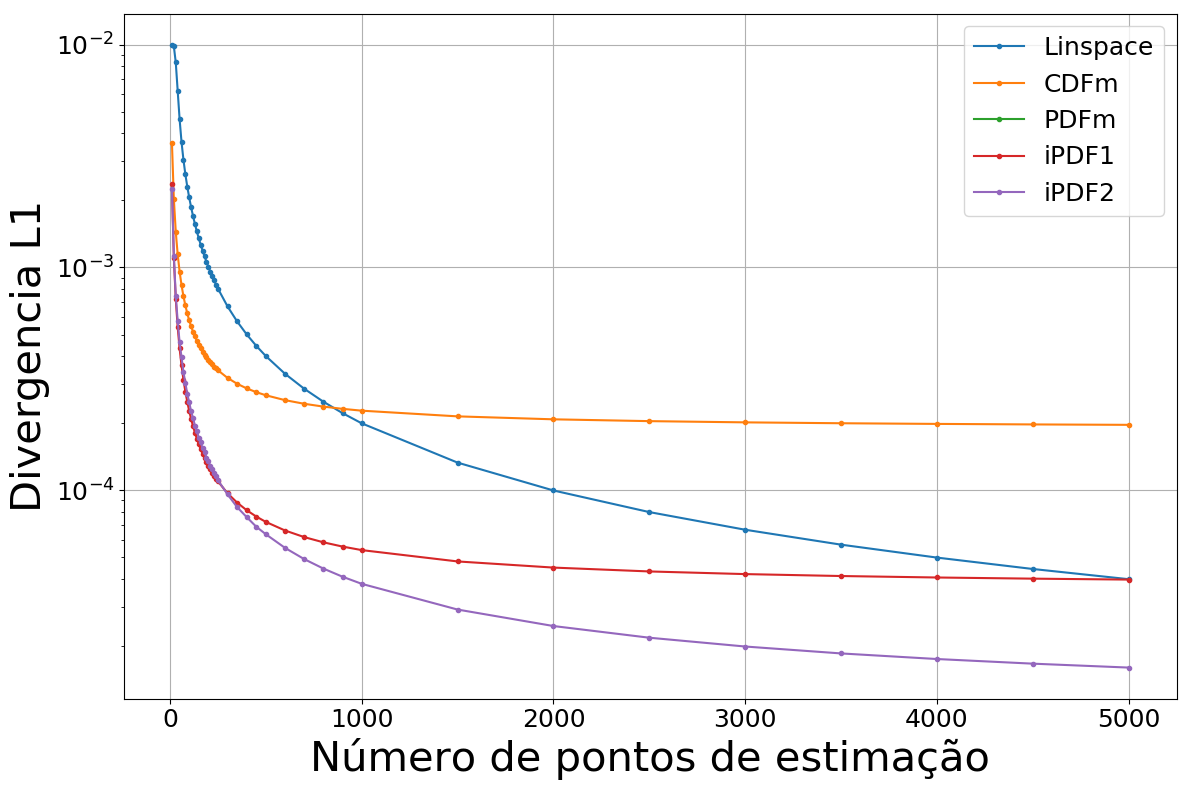 Divergencia L1
10⁻²
10⁻³
10⁻⁴
Linspace
CDFm
PDFm
iPDF1
iPDF2
0 1000 2000 3000 4000 5000
Número de pontos de estimação